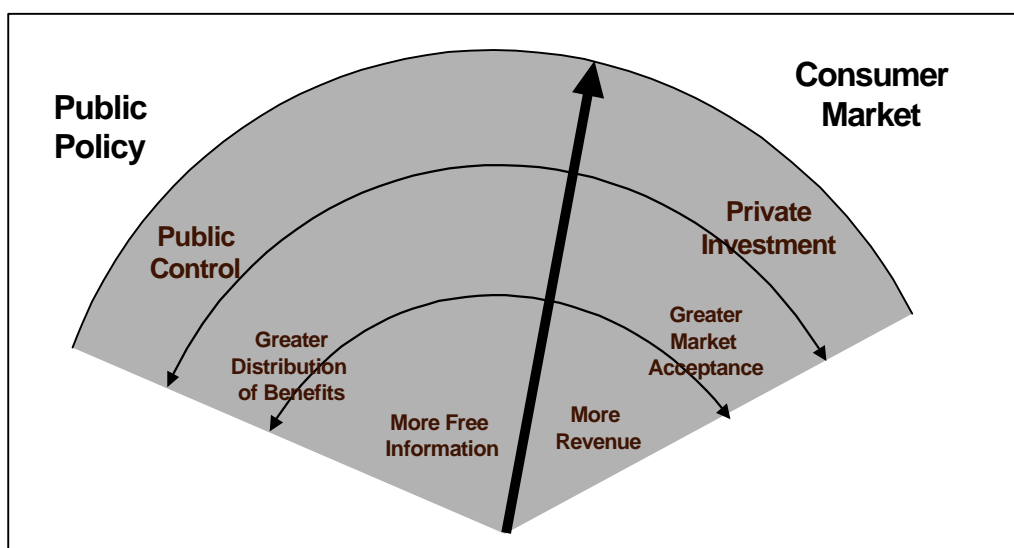 Public
Policy
Consumer
Market
Public
Control
Private
Investment
Greater
Distribution
of Benefits
Greater
Market
Acceptance
More Free
Information
More
Revenue